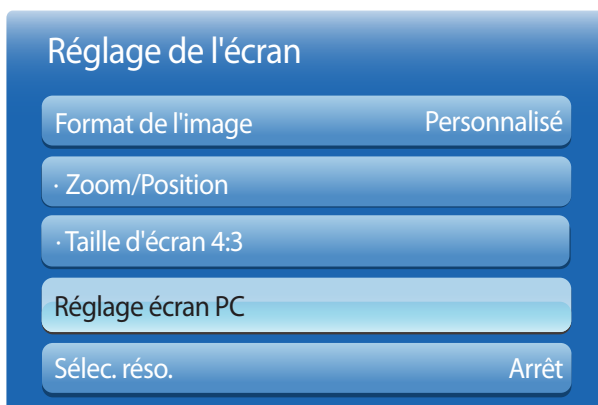 Réglage de l'écran
Format de l'image Personnalisé
· Zoom/Position
· Taille d'écran 4:3
Réglage écran PC
Sélec. réso. Arrêt